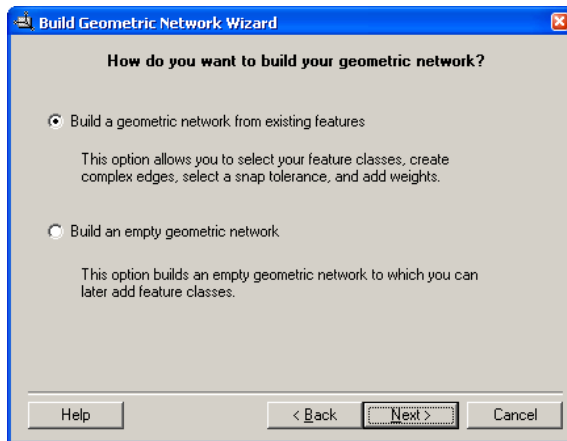 Build Geometric Network Wizard
How do you want to build your geometric network?
Build a geometric network from existing features
This option allows you to select your feature classes, create
complex edges, select a snap tolerance, and add weights.
Build an empty geometric network
This option builds an empty geometric network to which you can
later add feature classes.
Help
< Back
Next >
Cancel